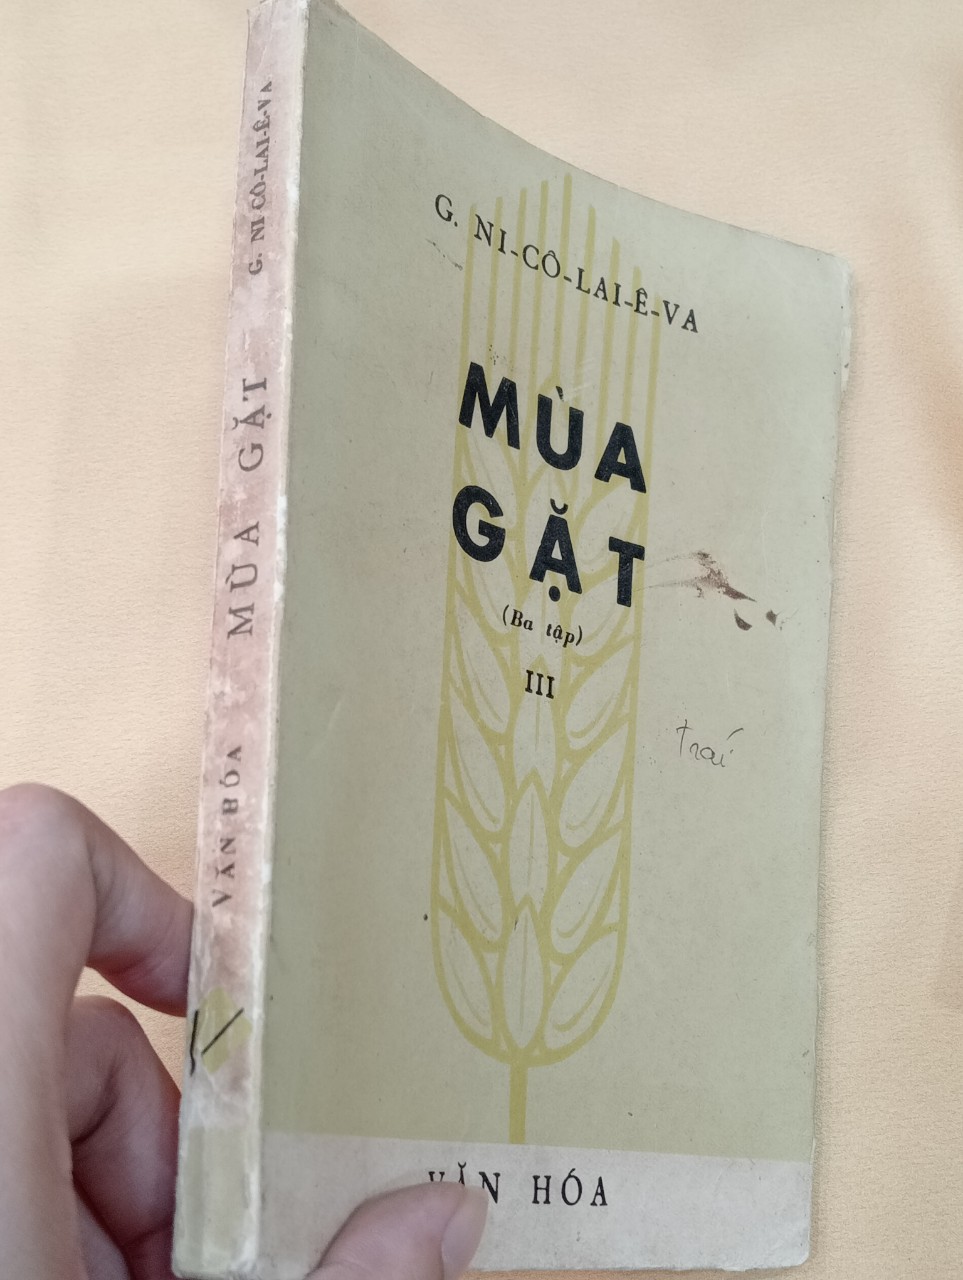 G. NI-CÔ-LAI-Ê-VA
MÙA GẶT
VĂN HÓA
G. NI-CÔ-LAI-Ê-VA
MÙA
GẶT
(Ba tập)
III
trái
VĂN HÓA